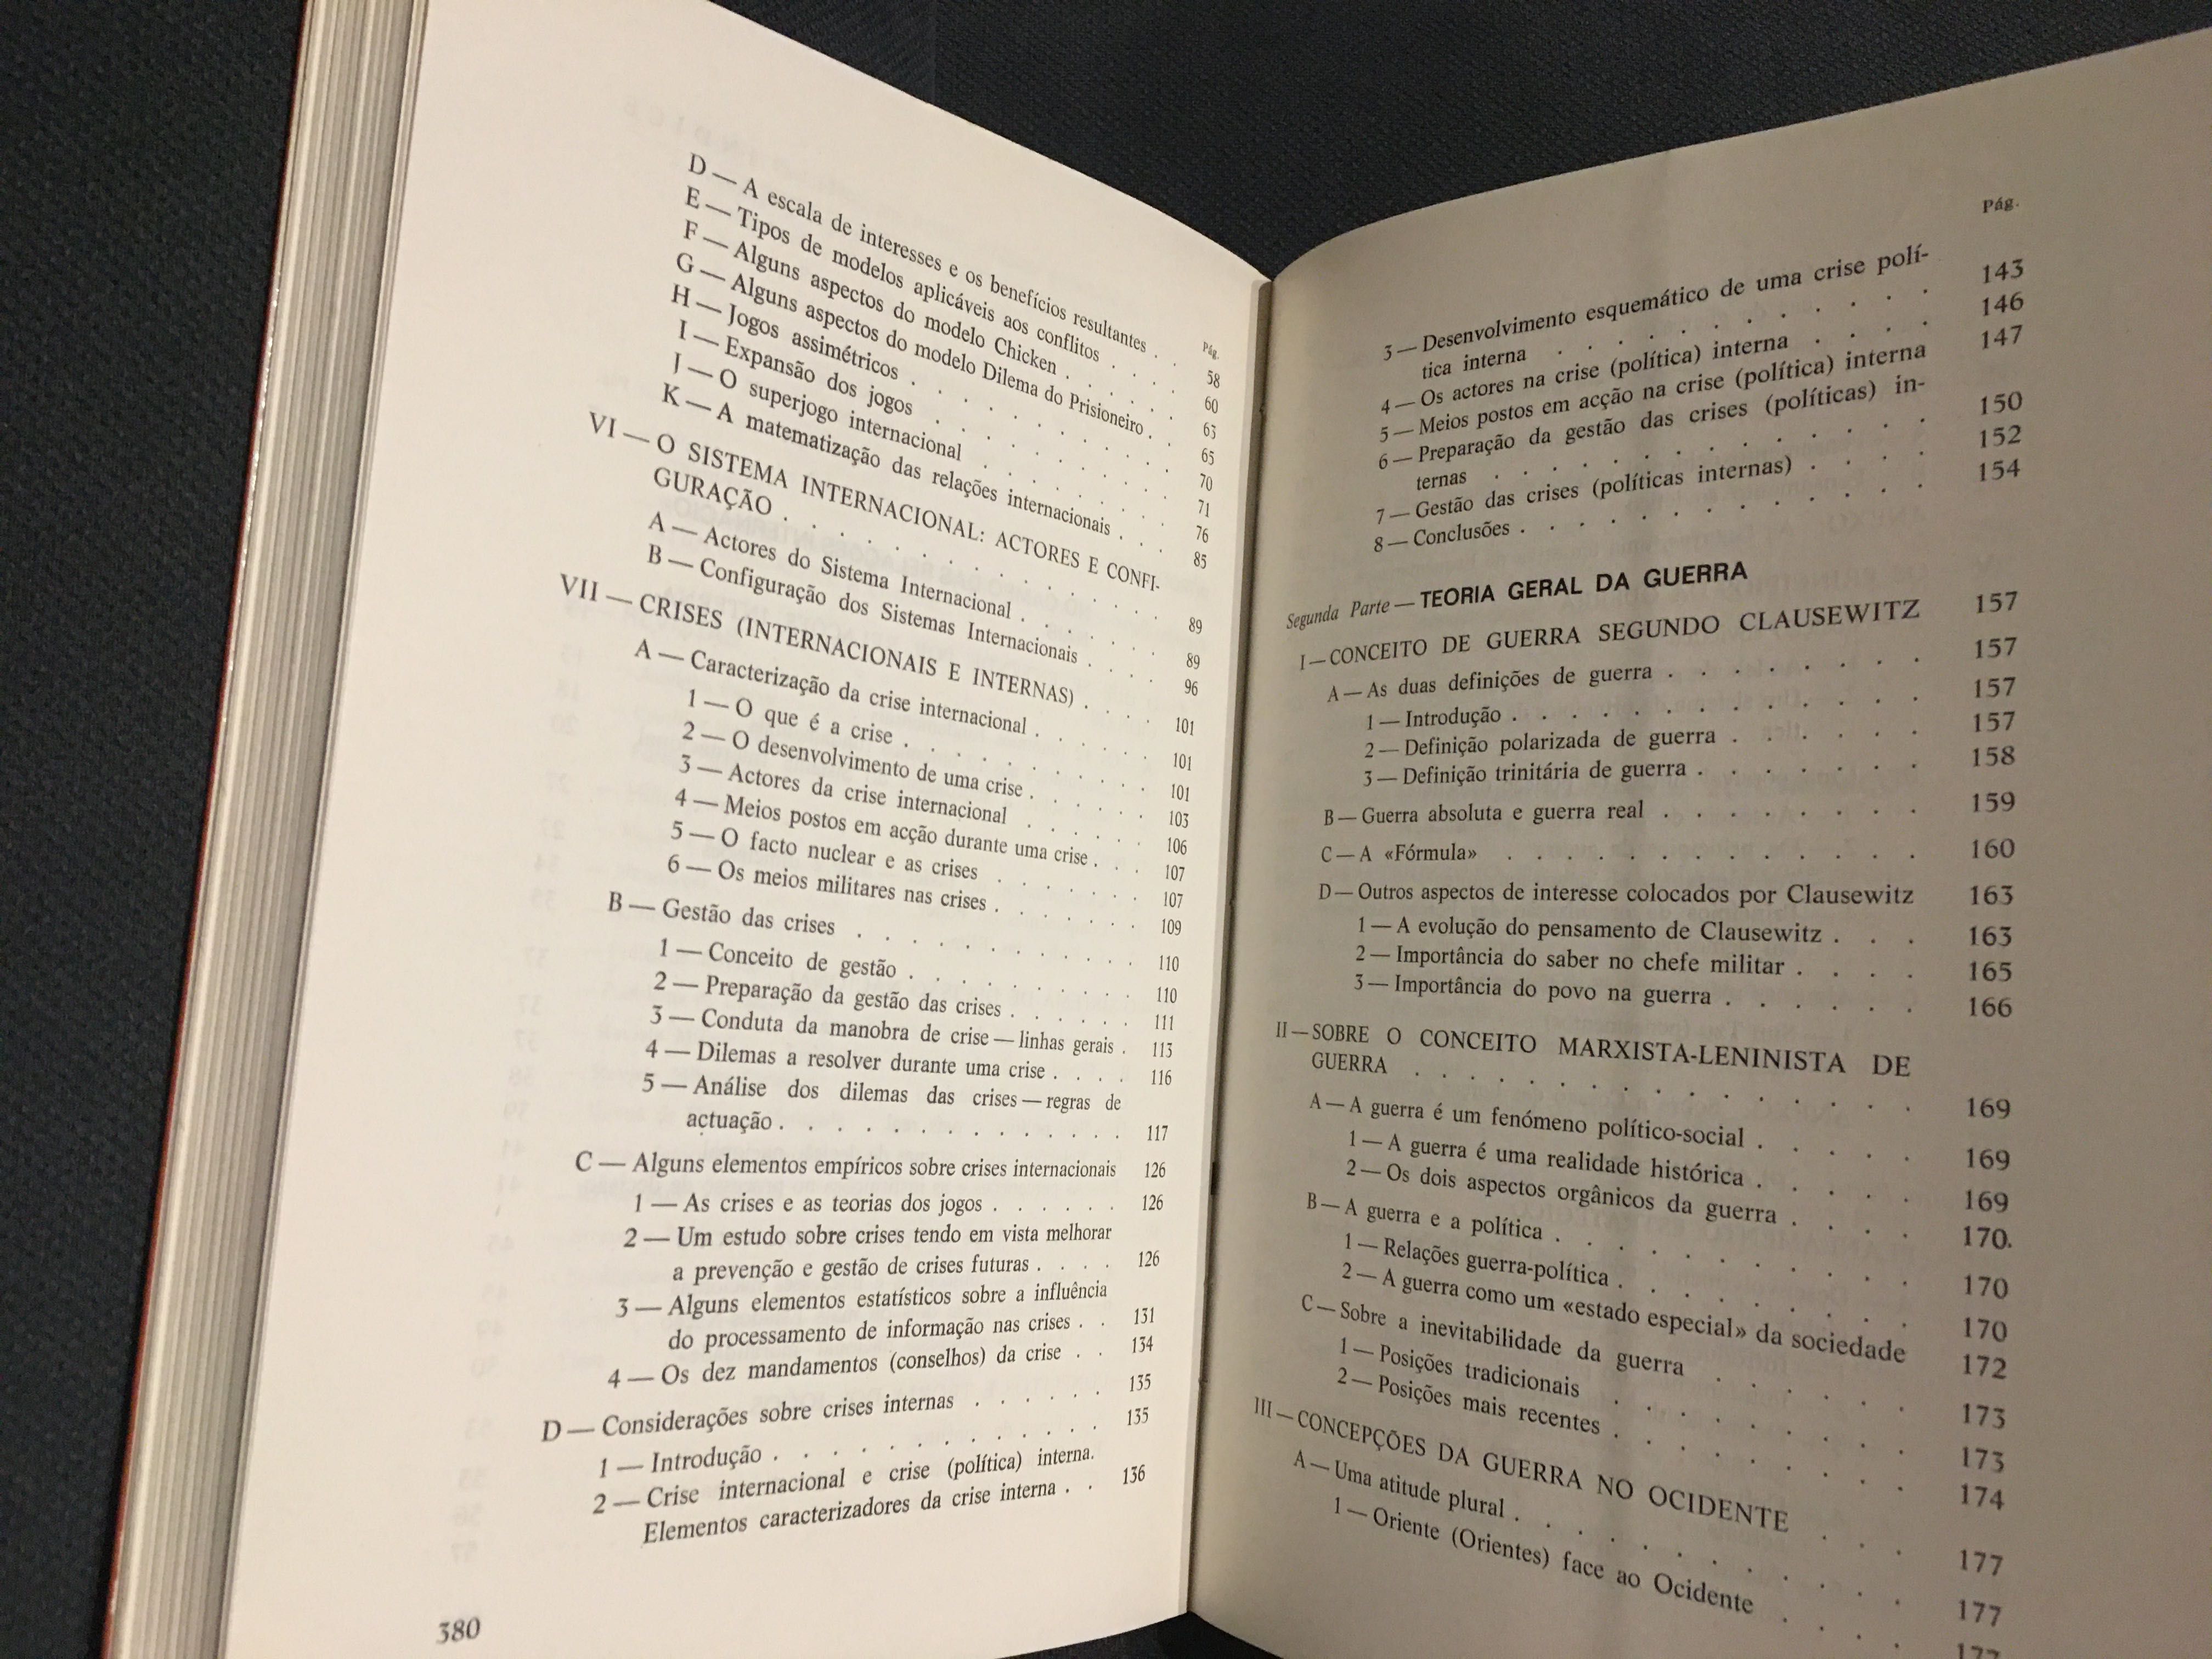 Pág.
D — A escala de interesses e os benefícios resultantes . . 58
E — Tipos de modelos aplicáveis aos conflitos . . . . 60
F — Alguns aspectos do modelo Chicken . . . . . 63
G — Alguns aspectos do modelo Dilema do Prisioneiro . . 65
H — Jogos assimétricos . . . . . . . . . 70
I — Expansão dos jogos . . . . . . . . . 71
J — O superjogo internacional . . . . . . . 76
K — A matematização das relações internacionais . . . 85
VI — O SISTEMA INTERNACIONAL: ACTORES E CONFI-
GURAÇÃO . . . . . . . . . . . . 89
A — Actores do Sistema Internacional . . . . . . 89
B — Configuração dos Sistemas Internacionais . . . . 96
VII — CRISES (INTERNACIONAIS E INTERNAS) . . . . 101
A — Caracterização da crise internacional . . . . . 101
1 — O que é a crise . . . . . . . . . . 101
2 — O desenvolvimento de uma crise . . . . . 103
3 — Actores da crise internacional . . . . . . 106
4 — Meios postos em acção durante uma crise . . . 107
5 — O facto nuclear e as crises . . . . . . 107
6 — Os meios militares nas crises . . . . . . 109
B — Gestão das crises . . . . . . . . . . 110
1 — Conceito de gestão . . . . . . . . . 110
2 — Preparação da gestão das crises . . . . . 111
3 — Conduta da manobra de crise — linhas gerais . 113
4 — Dilemas a resolver durante uma crise . . . . 116
5 — Análise dos dilemas das crises — regras de
actuação . . . . . . . . . . . . . 117
C — Alguns elementos empíricos sobre crises internacionais 126
1 — As crises e as teorias dos jogos . . . . . . 126
2 — Um estudo sobre crises tendo em vista melhorar
a prevenção e gestão de crises futuras . . . . 126
3 — Alguns elementos estatísticos sobre a influência
do processamento de informação nas crises . . 131
4 — Os dez mandamentos (conselhos) da crise . . 134
D — Considerações sobre crises internas . . . . . . 135
1 — Introdução . . . . . . . . . . . . 135
2 — Crise internacional e crise (política) interna.
Elementos caracterizadores da crise interna . . 136
380
Pág.
3 — Desenvolvimento esquemático de uma crise polí-
tica interna . . . . . . . . . . . . 143
4 — Os actores na crise (política) interna . . . . 146
5 — Meios postos em acção na crise (política) interna 147
6 — Preparação da gestão das crises (políticas) in-
ternas . . . . . . . . . . . . . 150
7 — Gestão das crises (políticas internas) . . . . 152
8 — Conclusões . . . . . . . . . . . . 154
Segunda Parte — TEORIA GERAL DA GUERRA
I — CONCEITO DE GUERRA SEGUNDO CLAUSEWITZ 157
A — As duas definições de guerra . . . . . . . 157
1 — Introdução . . . . . . . . . . . 157
2 — Definição polarizada de guerra . . . . . . 157
3 — Definição trinitária de guerra . . . . . . . 158
B — Guerra absoluta e guerra real . . . . . . . 159
C — A «Fórmula» . . . . . . . . . . . . 160
D — Outros aspectos de interesse colocados por Clausewitz 163
1 — A evolução do pensamento de Clausewitz . . . 163
2 — Importância do saber no chefe militar . . . . 165
3 — Importância do povo na guerra . . . . . . 166
II — SOBRE O CONCEITO MARXISTA-LENINISTA DE
GUERRA . . . . . . . . . . . . . 169
A — A guerra é um fenómeno político-social . . . . . 169
1 — A guerra é uma realidade histórica . . . . . 169
2 — Os dois aspectos orgânicos da guerra . . . . 170.
B — A guerra e a política . . . . . . . . . 170
1 — Relações guerra-política . . . . . . . . 170
2 — A guerra como um «estado especial» da sociedade 172
C — Sobre a inevitabilidade da guerra . . . . . 173
1 — Posições tradicionais . . . . . . . . 173
2 — Posições mais recentes . . . . . . . . 174
III — CONCEPÇÕES DA GUERRA NO OCIDENTE . . . 177
A — Uma atitude plural . . . . . . . . . . 177
1 — Oriente (Orientes) face ao Ocidente . . . . 177